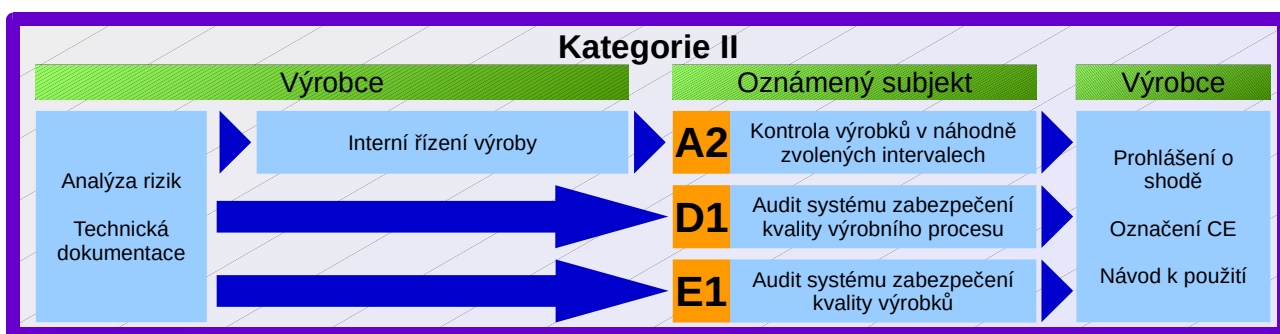 Kategorie II
Výrobce
Oznámený subjekt
Výrobce
Analýza rizik
Technická
dokumentace
Interní řízení výroby
A2
Kontrola výrobků v náhodně
zvolených intervalech
D1
Audit systému zabezpečení
kvality výrobního procesu
E1
Audit systému zabezpečení
kvality výrobků
Prohlášení o
shodě
Označení CE
Návod k použití